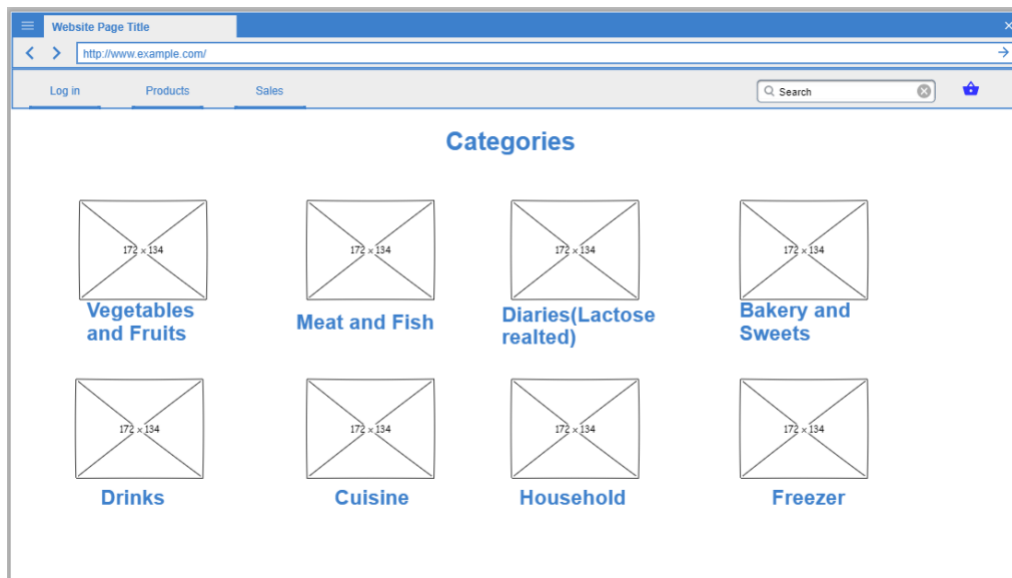 Website Page Title
http://www.example.com/
Log in
Products
Sales
Search
Categories
172 × 134
172 × 134
172 × 134
172 × 134
Vegetables
and Fruits
Meat and Fish
Diaries(Lactose
realted)
Bakery and
Sweets
172 × 134
172 × 134
172 × 134
172 × 134
Drinks
Cuisine
Household
Freezer